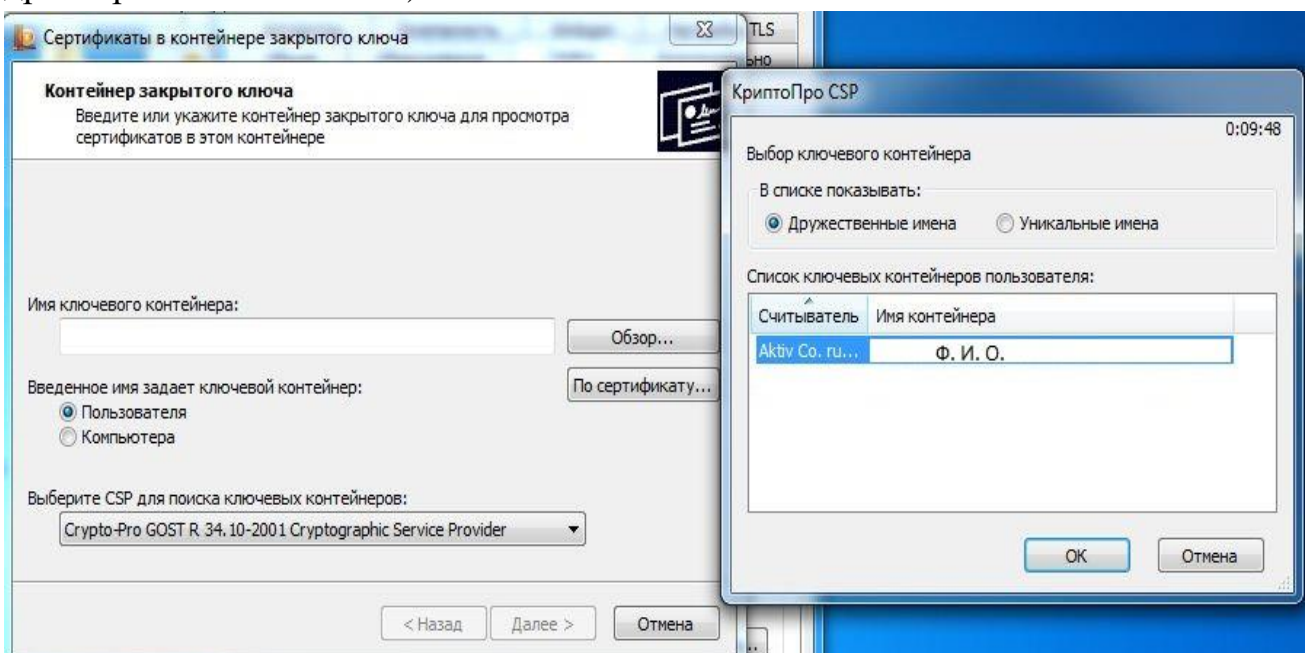 Сертификаты в контейнере закрытого ключа
Контейнер закрытого ключа
Введите или укажите контейнер закрытого ключа для просмотра
сертификатов в этом контейнере
Имя ключевого контейнера:
Обзор...
Введенное имя задает ключевой контейнер:
По сертификату...
Пользователя
Компьютера
Выберите CSP для поиска ключевых контейнеров:
Crypto-Pro GOST R 34.10-2001 Cryptographic Service Provider
< Назад
Далее >
Отмена
TLS
КриптоПро CSP
0:09:48
Выбор ключевого контейнера
В списке показывать:
Дружественные имена
Уникальные имена
Список ключевых контейнеров пользователя:
Считыватель
Имя контейнера
Aktiv Co. ru...
Ф. И. О.
OK
Отмена